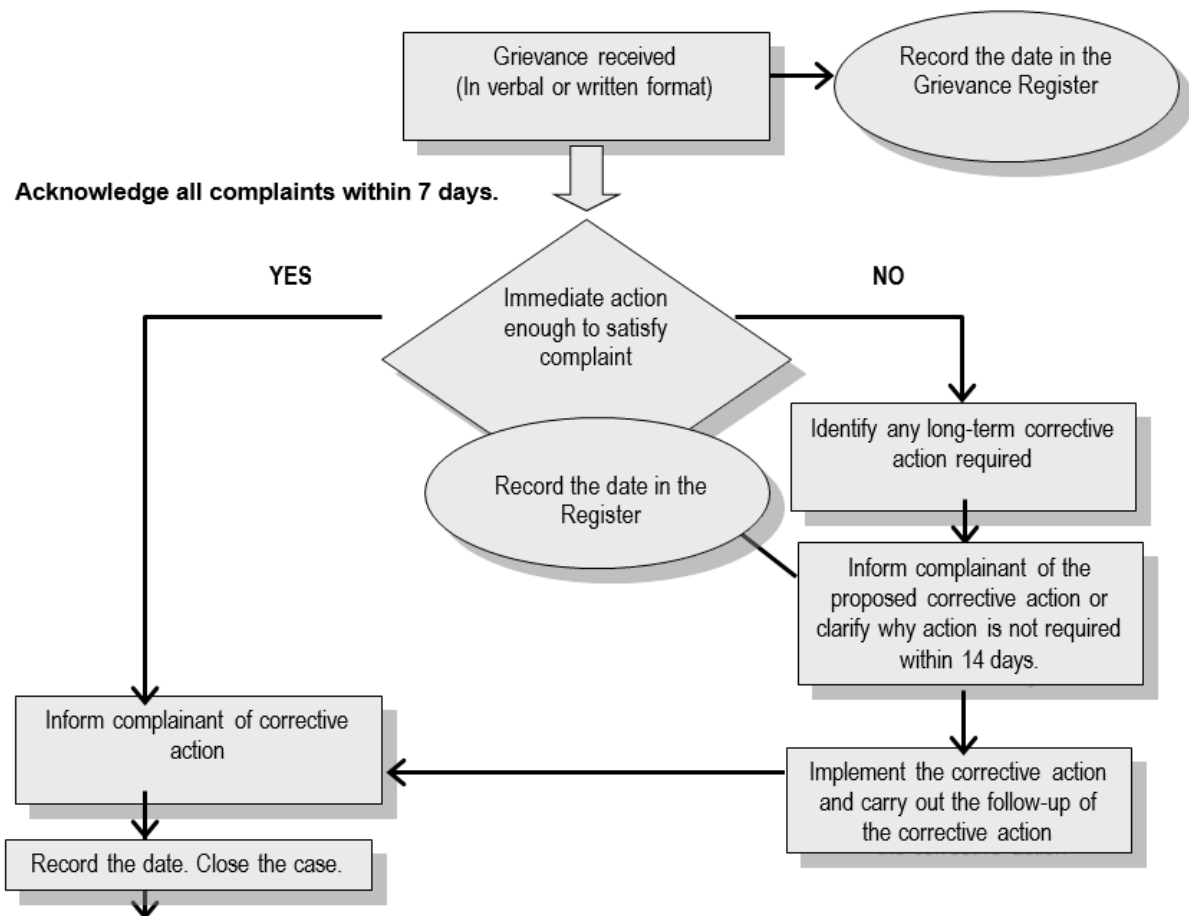 Grievance received
(In verbal or written format)
Record the date in the
Grievance Register
Acknowledge all complaints within 7 days.
YES
NO
Immediate action
enough to satisfy
complaint
Identify any long-term corrective
action required
Record the date in the
Register
Inform complainant of the
proposed corrective action or
clarify why action is not required
within 14 days.
Inform complainant of corrective
action
Implement the corrective action
and carry out the follow-up of
the corrective action
Record the date. Close the case.